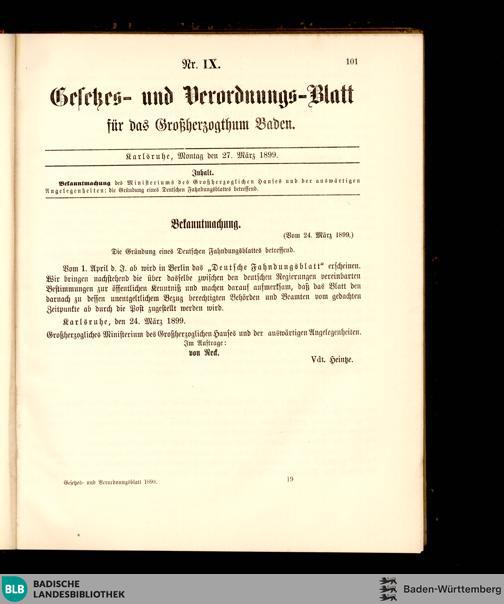 Nr. IX.
101
Gesetzes- und Verordnungs-Blatt
für das Großherzogthum Baden.
Karlsruhe, Montag den 27. März 1899.
Inhalt.
Bekanntmachung des Ministeriums des Großherzoglichen Hauses und der auswärtigen
Angelegenheiten: die Gründung eines Deutschen Fahndungsblattes betreffend.
Bekanntmachung.
(Vom 24. März 1899.)
Die Gründung eines Deutschen Fahndungsblattes betreffend.
Vom 1. April d. J. ab wird in Berlin das „Deutsche Fahndungsblatt“ erscheinen.
Wir bringen nachstehend die über dasselbe zwischen den deutschen Regierungen vereinbarten
Bestimmungen zur öffentlichen Kenntniß und machen darauf aufmerksam, daß das Blatt den
darnach zu dessen unentgeltlichem Bezug berechtigten Behörden und Beamten vom gedachten
Zeitpunkte ab durch die Post zugestellt werden wird.
Karlsruhe, den 24. März 1899.
Großherzogliches Ministerium des Großherzoglichen Hauses und der auswärtigen Angelegenheiten.
Im Auftrage:
von Neck.
Vdt. Heintze.
Gesetzes- und Verordnungsblatt 1899.
19
BLB
BADISCHE
LANDESBIBLIOTHEK
Baden-Württemberg